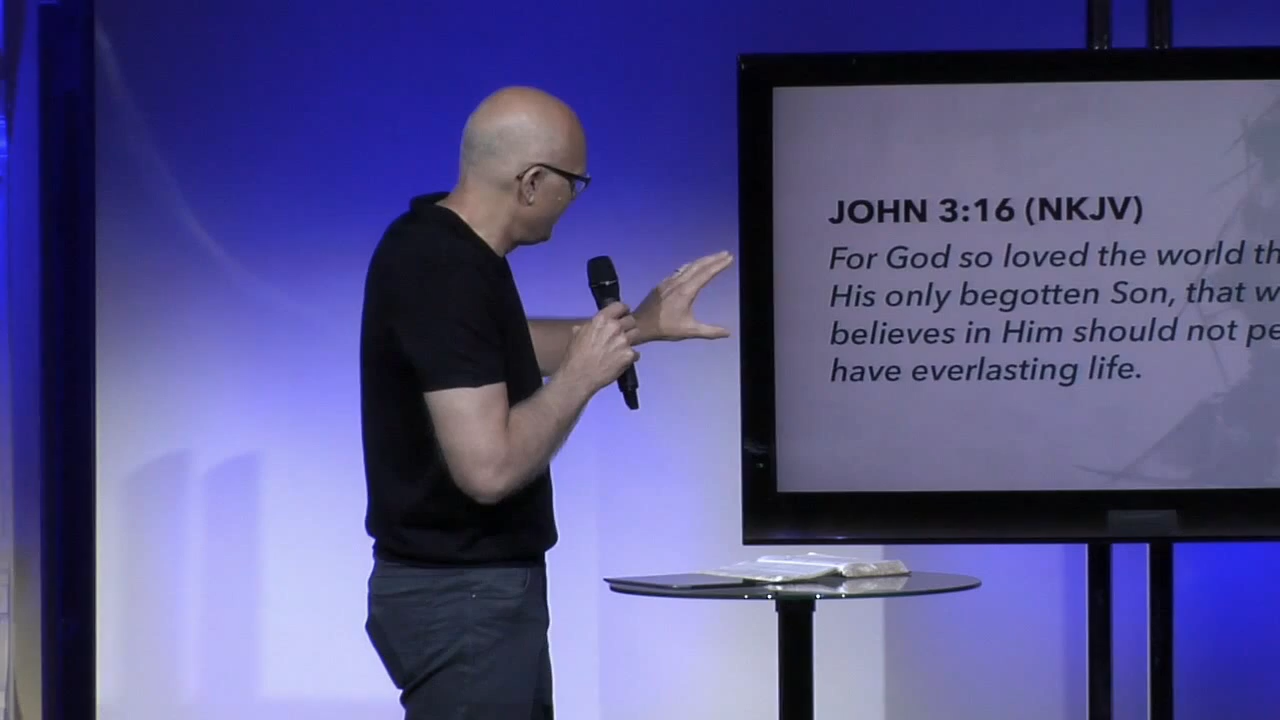 JOHN 3:16 (NKJV)
For God so loved the world th
His only begotten Son, that w
believes in Him should not pe
have everlasting life.